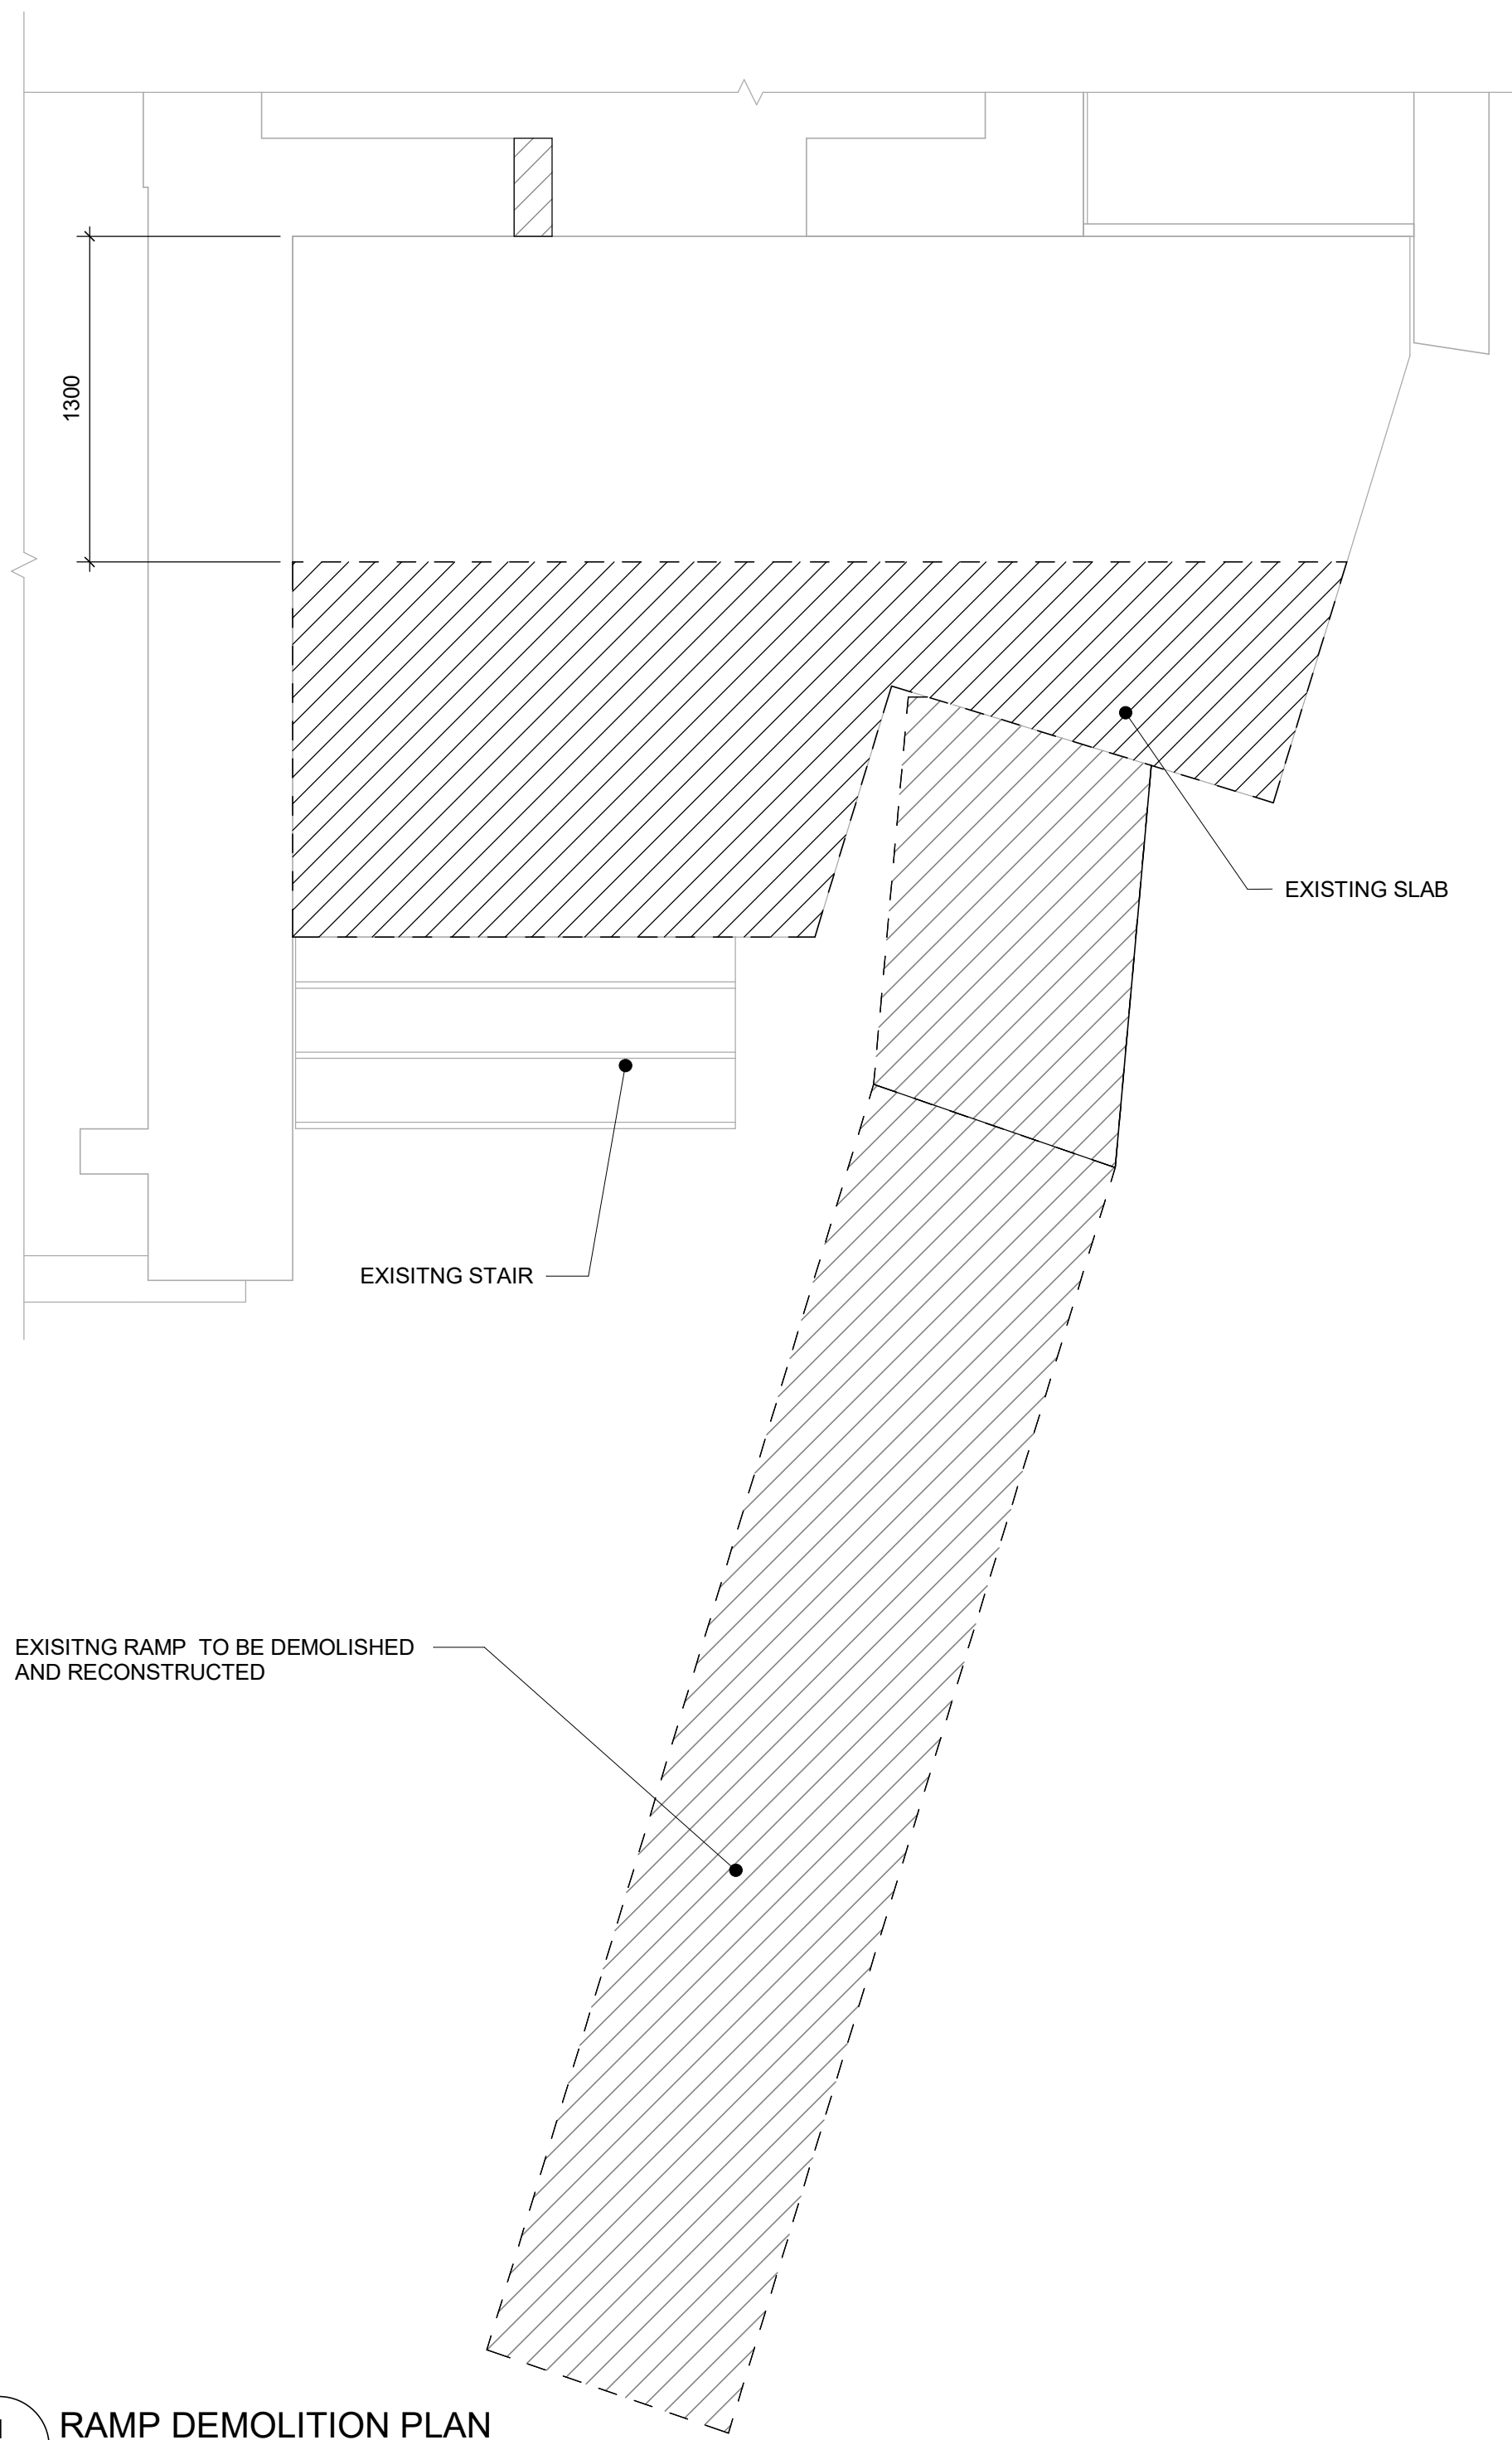 1300
EXISTING SLAB
EXISITNG STAIR
EXISITNG RAMP  TO BE DEMOLISHED
AND RECONSTRUCTED
RAMP DEMOLITION PLAN